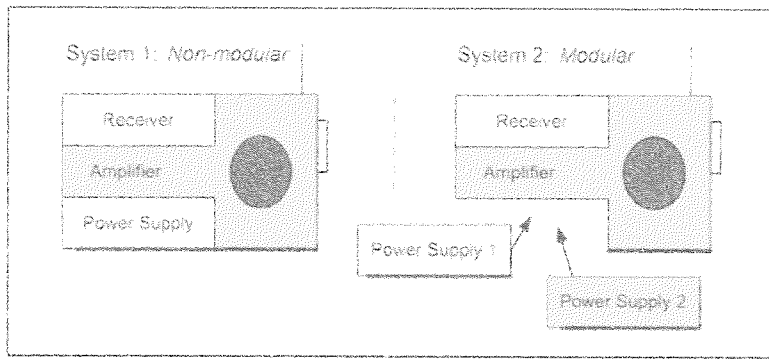 System 1: Non-modular
Receiver
Amplifier
Power Supply
System 2: Modular
Receiver
Amplifier
Power Supply 1
Power Supply 2